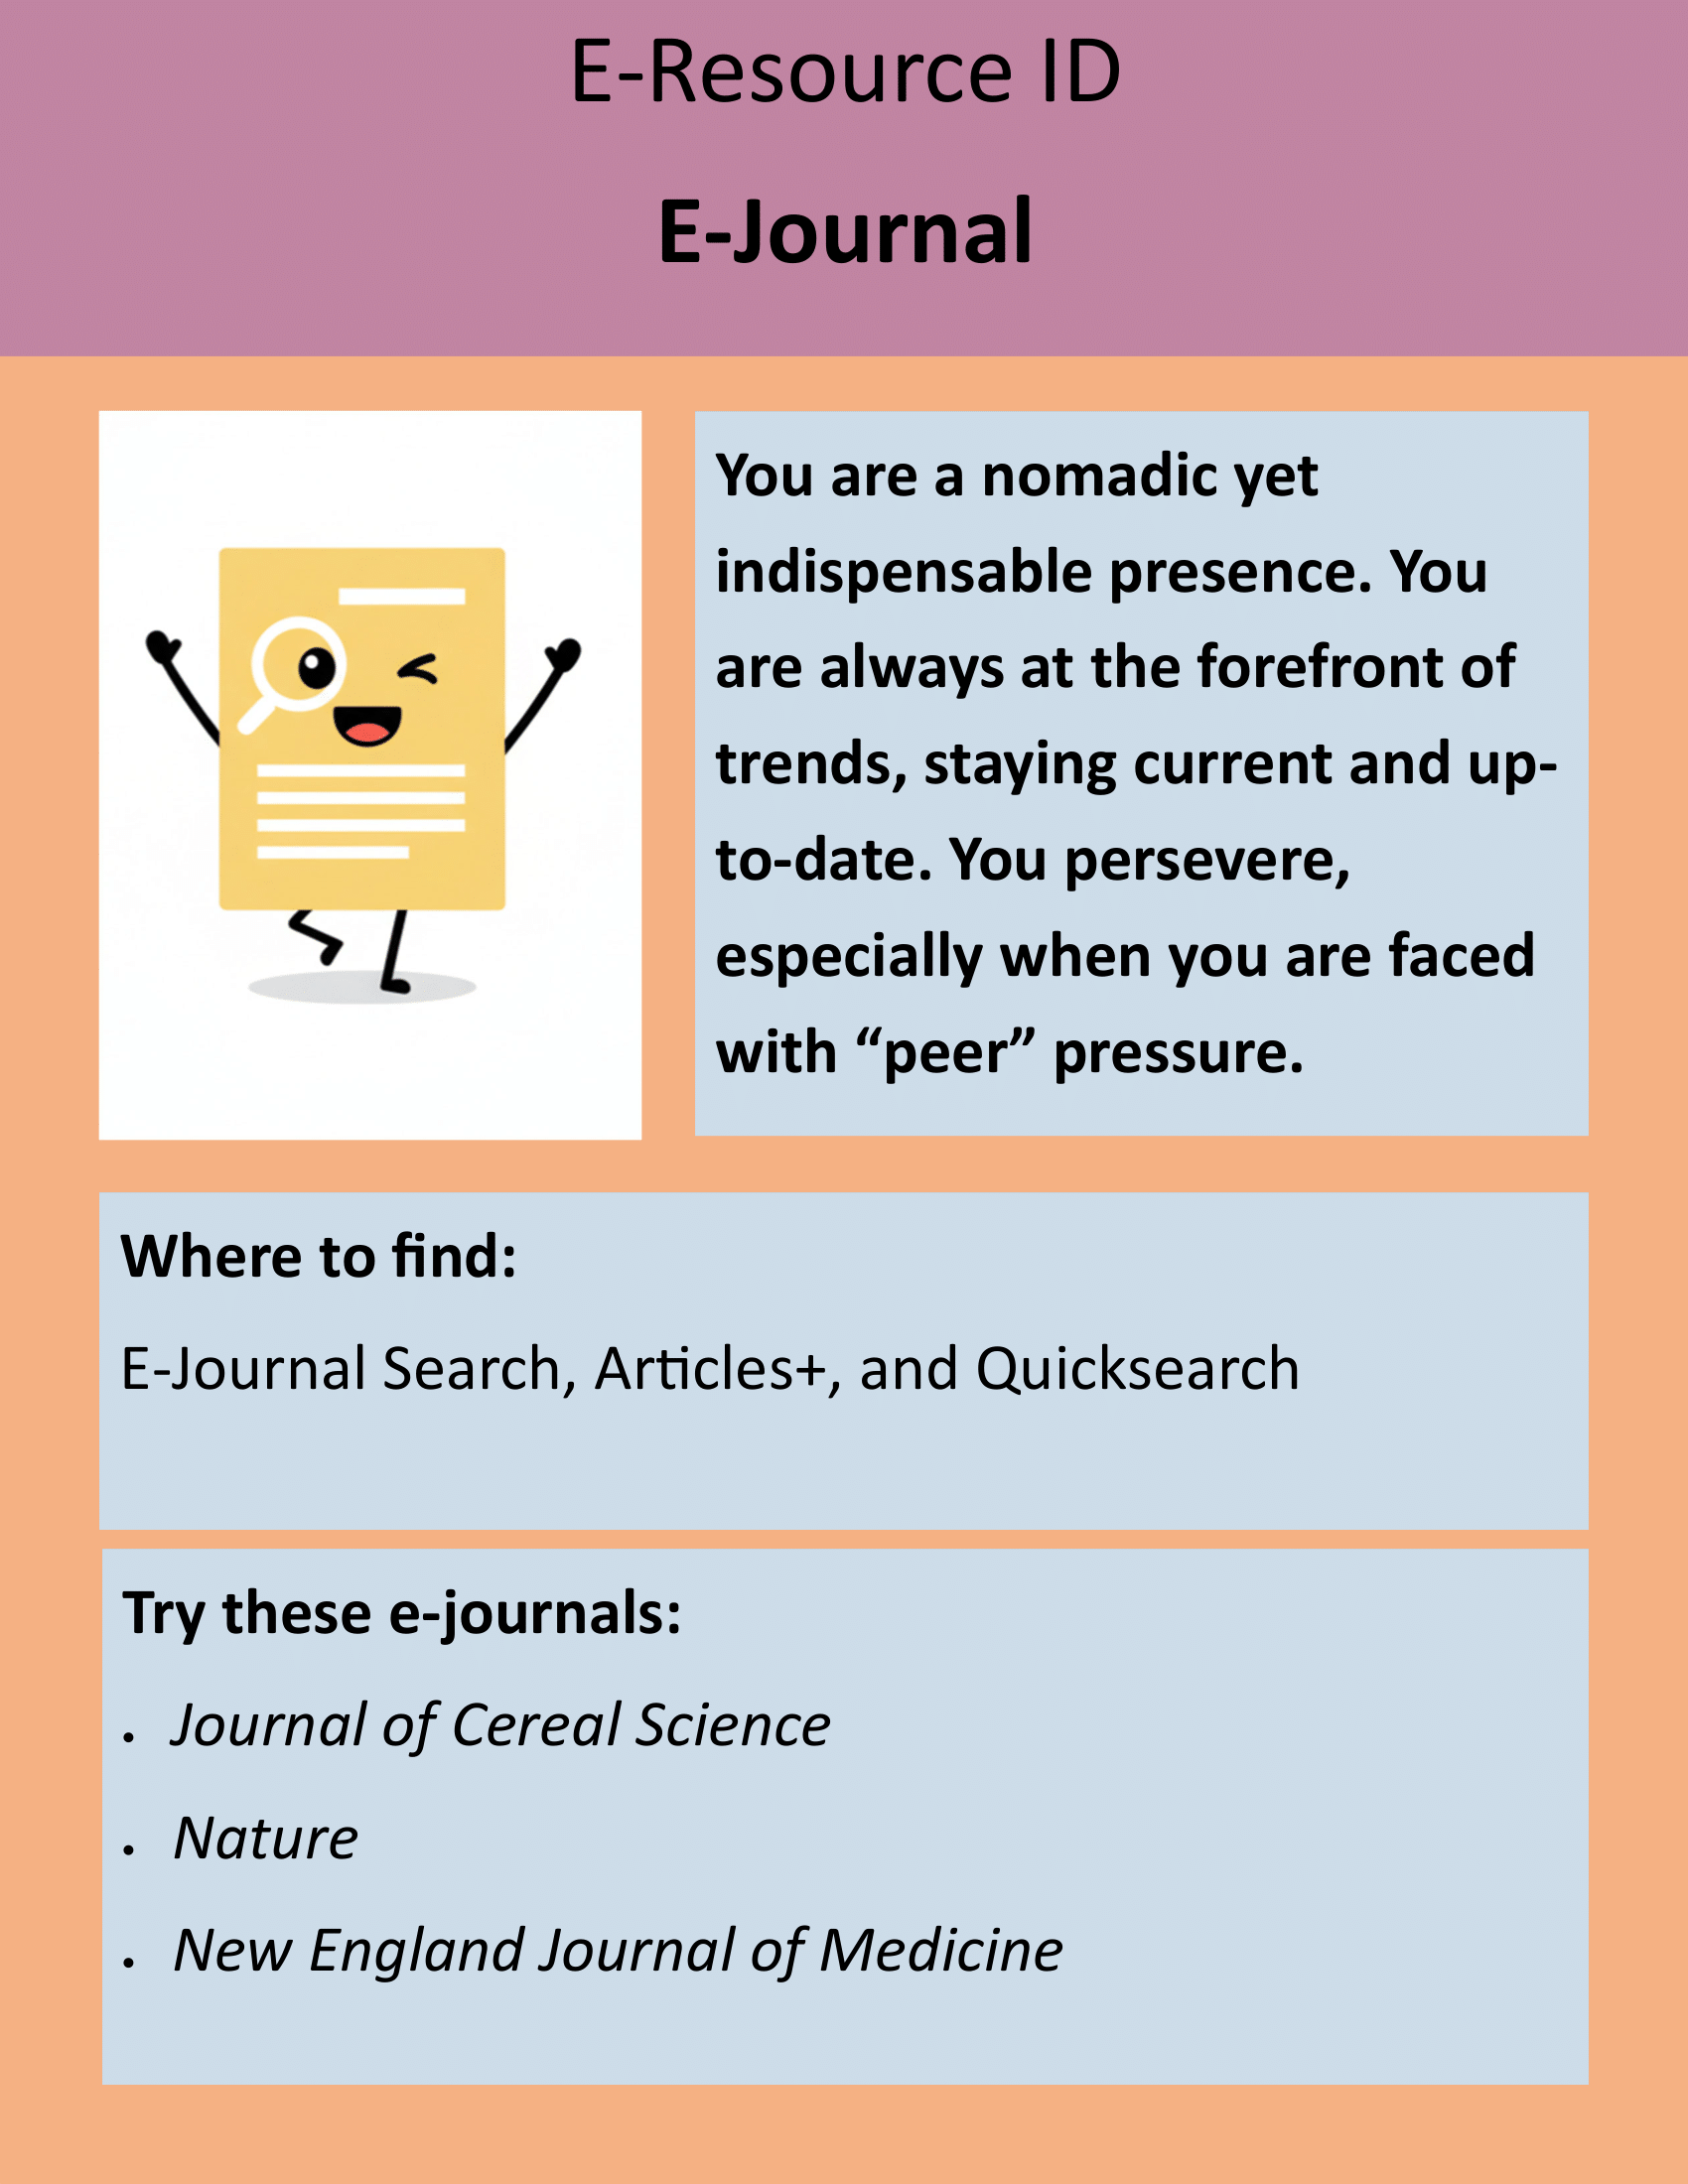 E-Resource ID
E-Journal
You are a nomadic yet
indispensable presence. You
are always at the forefront of
trends, staying current and up-
to-date. You persevere,
especially when you are faced
with “peer” pressure.
Where to find:
E-Journal Search, Articles+, and Quicksearch
Try these e-journals:
• Journal of Cereal Science
• Nature
• New England Journal of Medicine